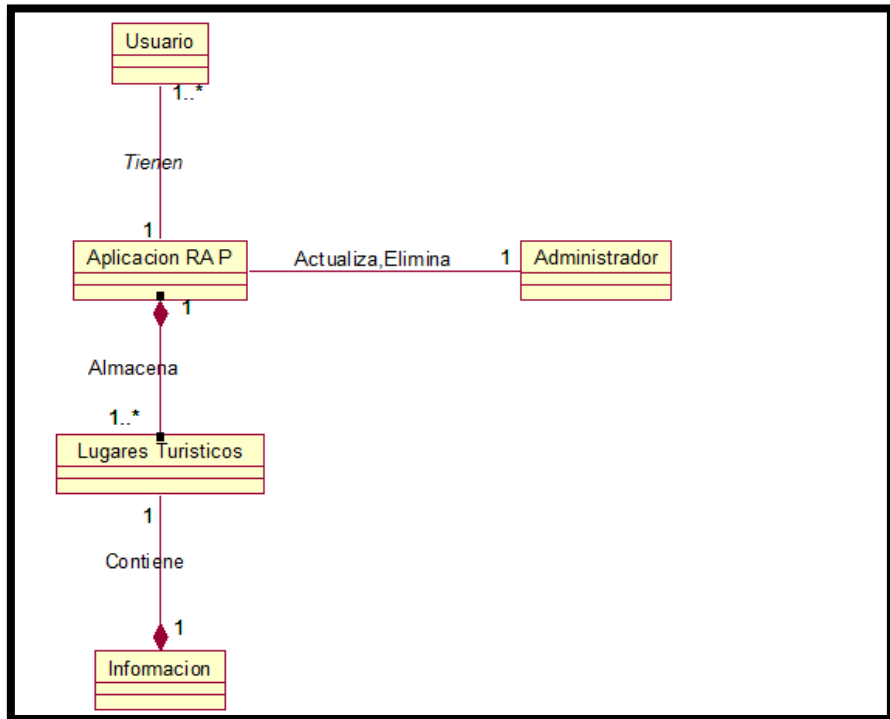 Usuario
1..*
Tienen
1
Aplicacion RA P
Actualiza,Elimina
1
Administrador
1
Almacena
1..*
Lugares Turisticos
1
Contiene
1
Informacion